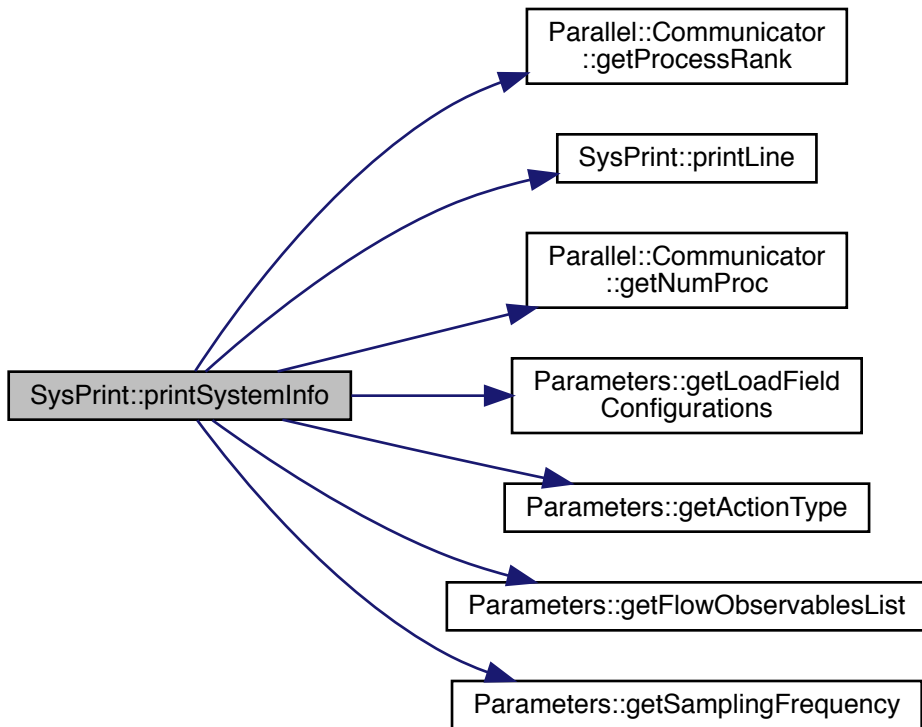 Parallel::Communicator
::getProcessRank
SysPrint::printLine
Parallel::Communicator
::getNumProc
SysPrint::printSystemInfo
Parameters::getLoadField
Configurations
Parameters::getActionType
Parameters::getFlowObservablesList
Parameters::getSamplingFrequency